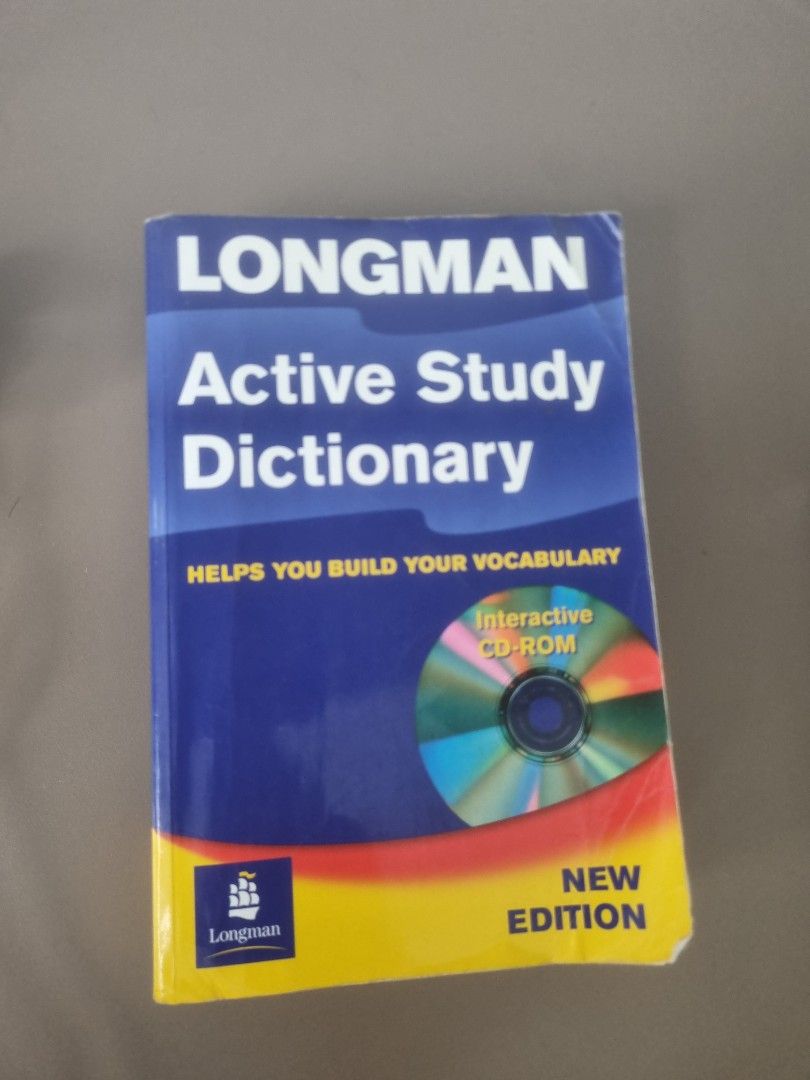 LONGMAN
Active Study
Dictionary
HELPS YOU BUILD YOUR VOCABULARY
Interactive
CD-ROM
NEW
EDITION
Longman